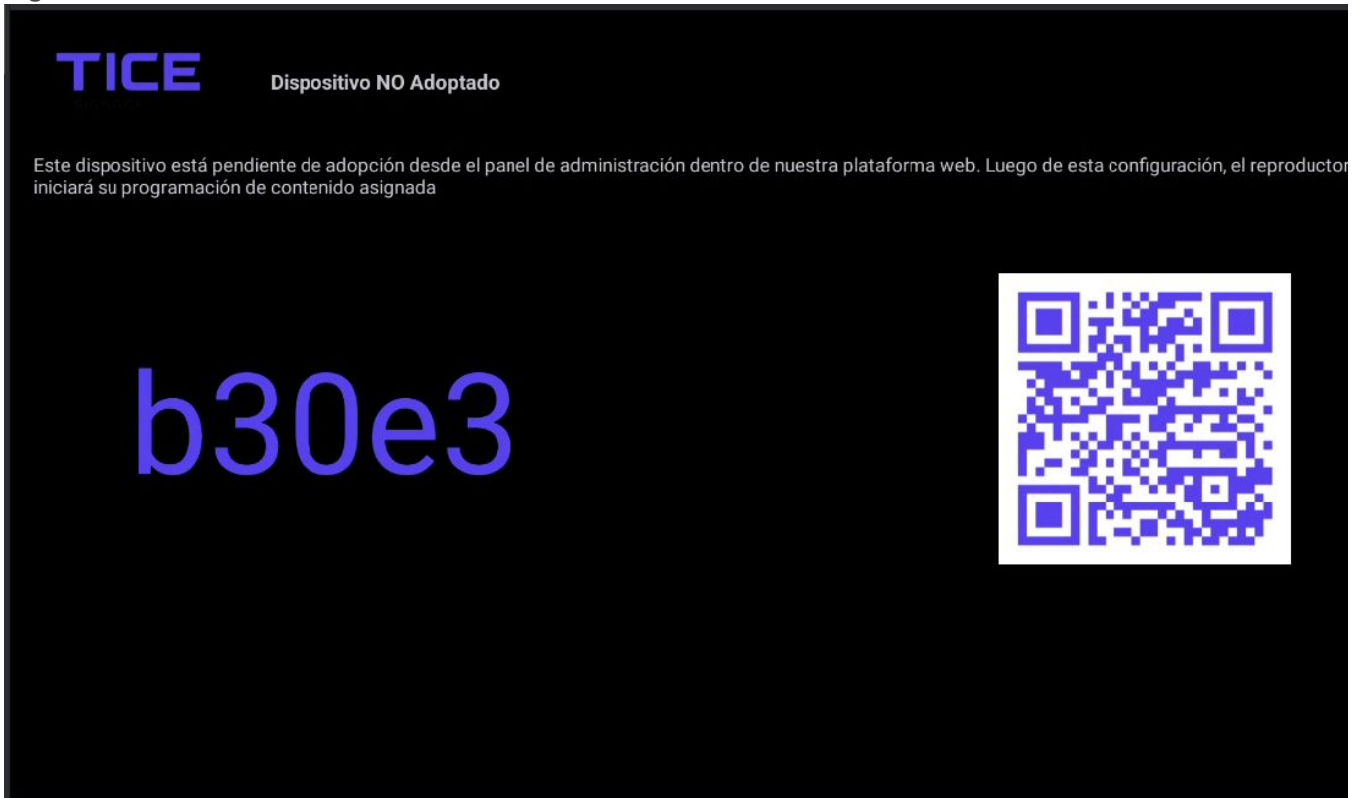 TICE
Dispositivo NO Adoptado
Este dispositivo está pendiente de adopción desde el panel de administración dentro de nuestra plataforma web. Luego de esta configuración, el reproductor
iniciará su programación de contenido asignada
b30e3